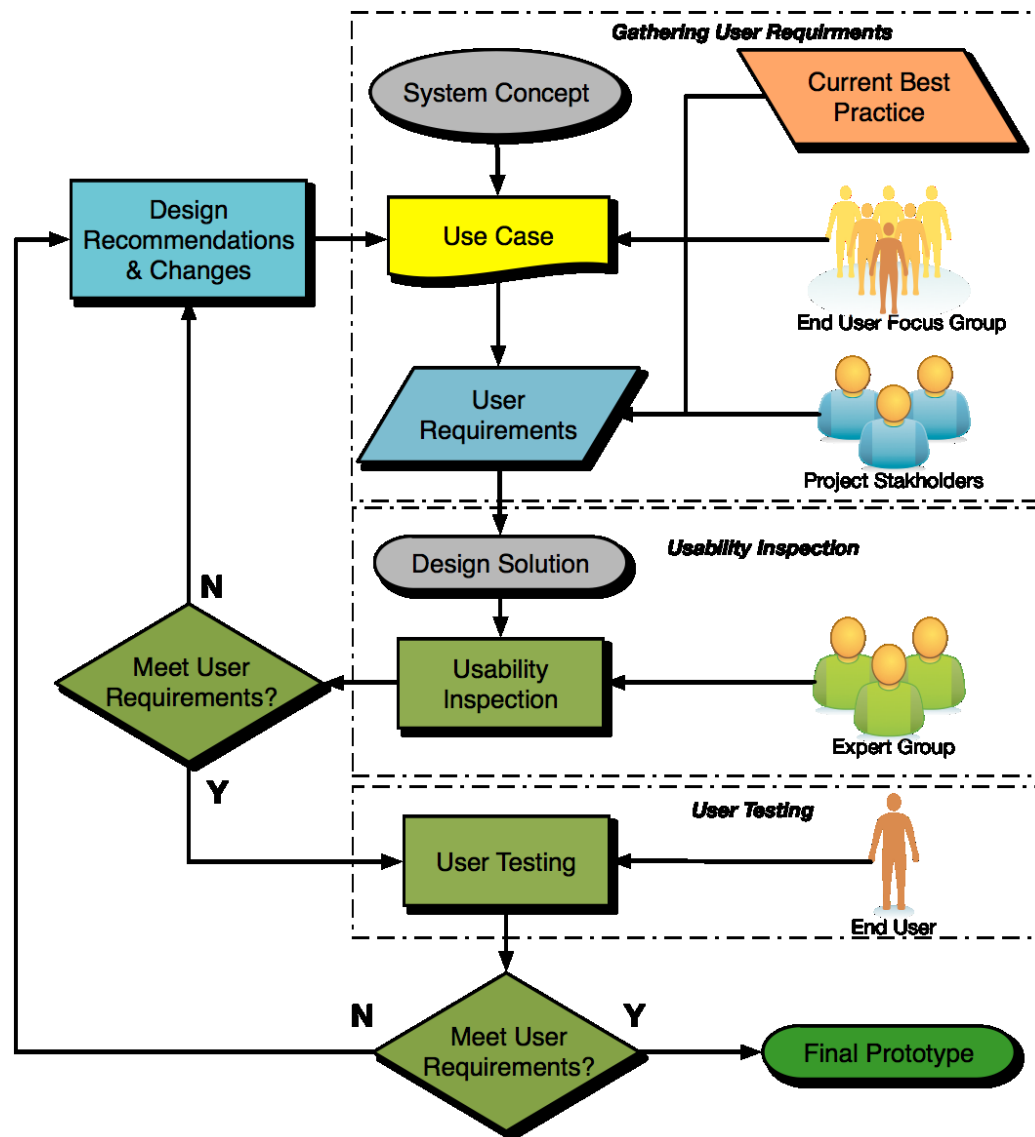 Gathering User Requirments
System Concept
Current Best
Practice
Design
Recommendations
& Changes
Use Case
End User Focus Group
User
Requirements
Project Stakholders
Usability Inspection
Design Solution
N
Meet User
Requirements?
Usability
Inspection
Expert Group
Y
User Testing
User Testing
End User
N
Y
Meet User
Requirements?
Final Prototype